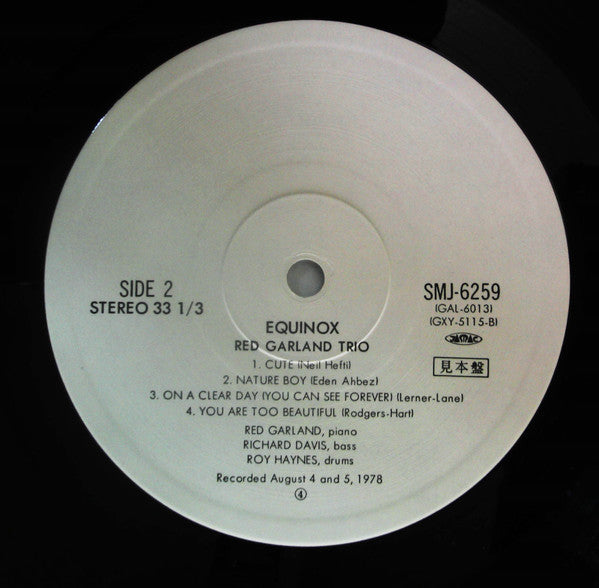 SIDE 2
STEREO 33 1/3
SMJ-6259
(GAL-6013)
(GXY-5115-B)
JASRAC
見本盤
EQUINOX
RED GARLAND TRIO
1. CUTE (Neil Hefti)
2. NATURE BOY (Eden Ahbez)
3. ON A CLEAR DAY (YOU CAN SEE FOREVER) (Lerner-Lane)
4. YOU ARE TOO BEAUTIFUL (Rodgers-Hart)
RED GARLAND, piano
RICHARD DAVIS, bass
ROY HAYNES, drums
Recorded August 4 and 5, 1978
④